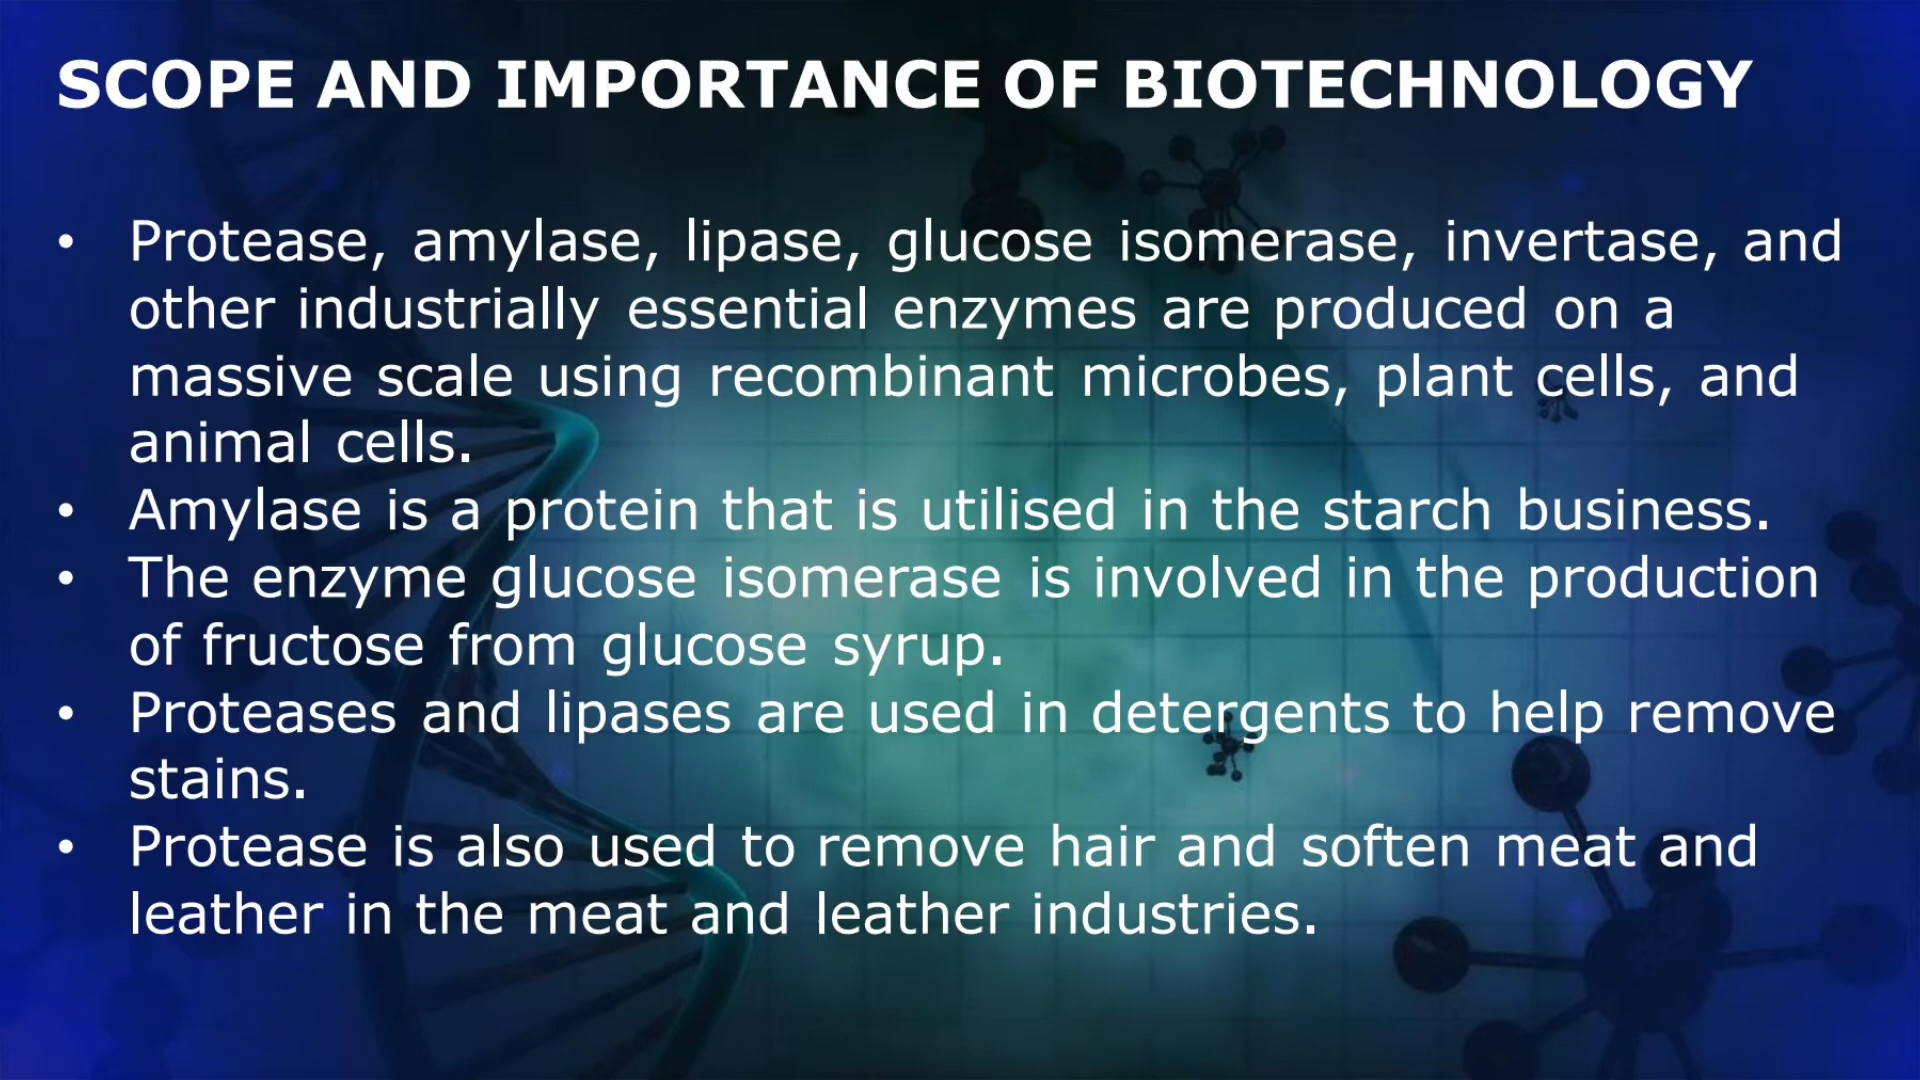 SCOPE AND IMPORTANCE OF BIOTECHNOLOGY
• Protease, amylase, lipase, glucose isomerase, invertase, and
other industrially essential enzymes are produced on a
massive scale using recombinant microbes, plant cells, and
animal cells.
• Amylase is a protein that is utilised in the starch business.
• The enzyme glucose isomerase is involved in the production
of fructose from glucose syrup.
• Proteases and lipases are used in detergents to help remove
stains.
• Protease is also used to remove hair and soften meat and
leather in the meat and leather industries.